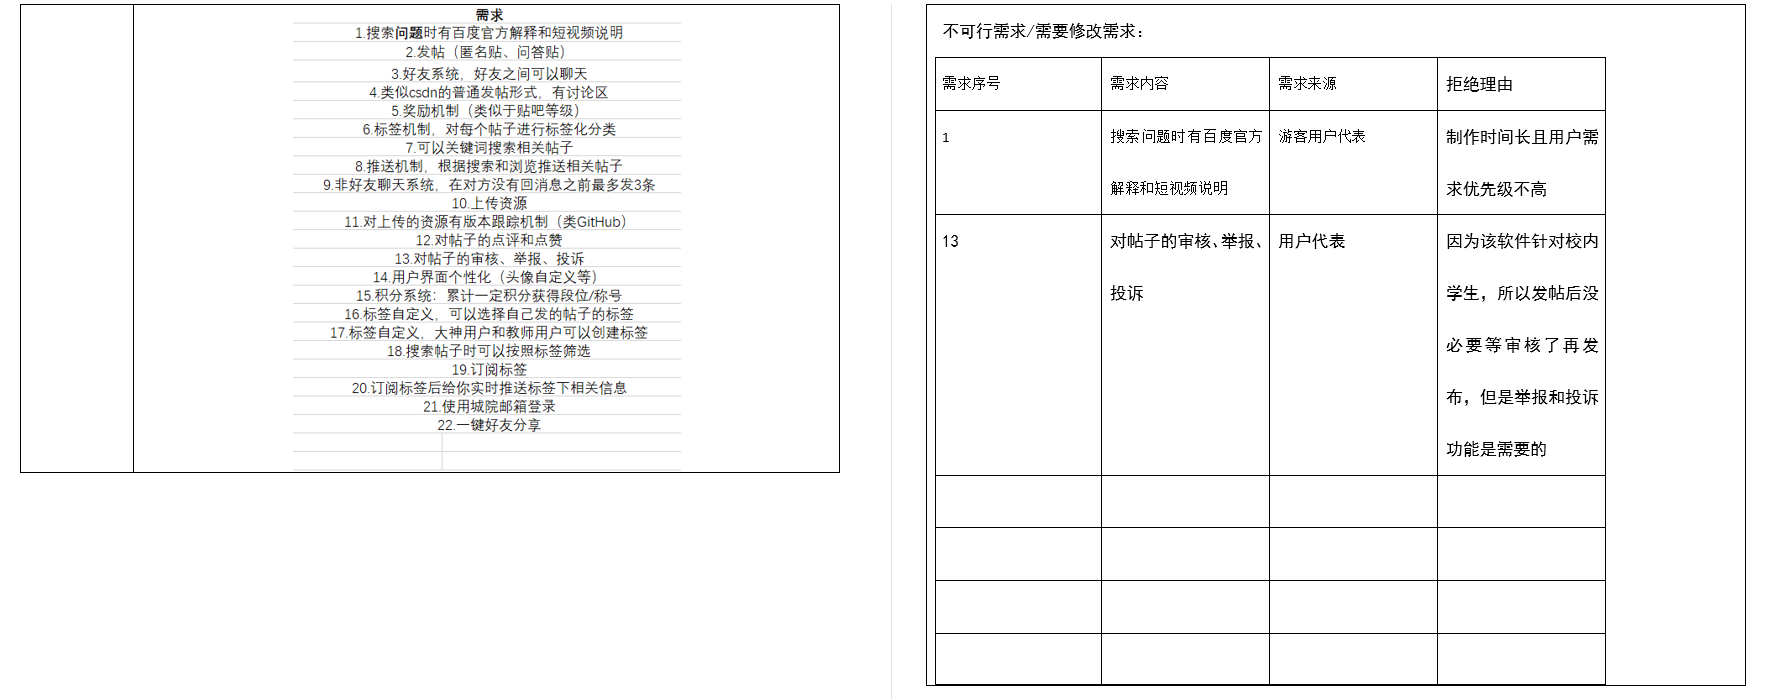 需求
1.搜索问题时有百度官方解释和短视频说明
2.发帖（匿名贴、问答贴）
3.好友系统，好友之间可以聊天
4.类似csdn的普通发帖形式，有讨论区
5.奖励机制（类似于贴吧等级）
6.标签机制，对每个帖子进行标签化分类
7.可以关键词搜索相关帖子
8.推送机制，根据搜索和浏览推送相关帖子
9.非好友聊天系统，在对方没有回消息之前最多发3条
10.上传资源
11.对上传的资源有版本跟踪机制（类GitHub）
12.对帖子的点评和点赞
13.对帖子的审核、举报、投诉
14.用户界面个性化（头像自定义等）
15.积分系统：累计一定积分获得段位/称号
16.标签自定义，可以选择自己发的帖子的标签
17.标签自定义，大神用户和教师用户可以创建标签
18.搜索帖子时可以按照标签筛选
19.订阅标签
20.订阅标签后给你实时推送标签下相关信息
21.使用城院邮箱登录
22.一键好友分享
不可行需求/需要修改需求：
需求序号
需求内容
需求来源
拒绝理由
1
搜索问题时有百度官方
解释和短视频说明
游客用户代表
制作时间长且用户需
求优先级不高
13
对帖子的审核、举报、
投诉
用户代表
因为该软件针对校内
学生，所以发帖后没
必要等审核了再发
布，但是举报和投诉
功能是需要的